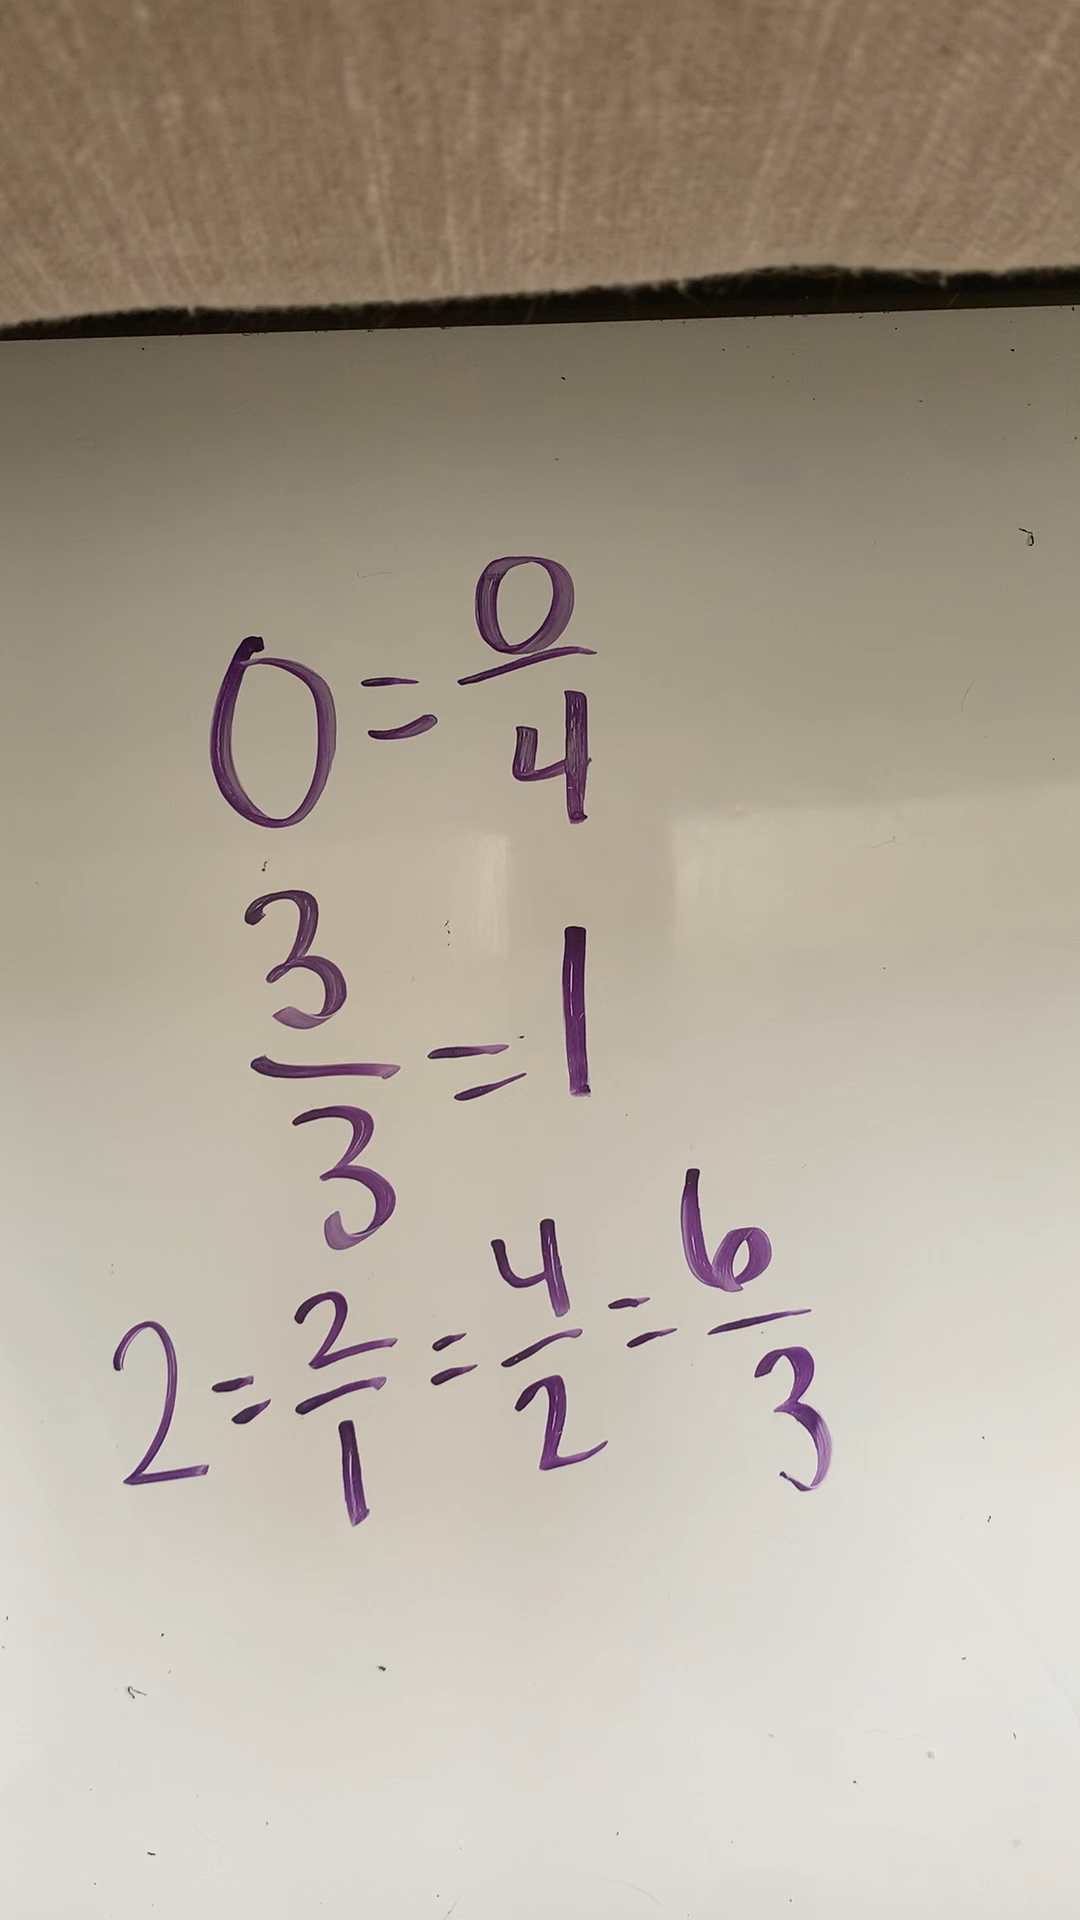 0 = 0/4
3/3 = 1
2 = 2/1 = 4/2 = 6/3